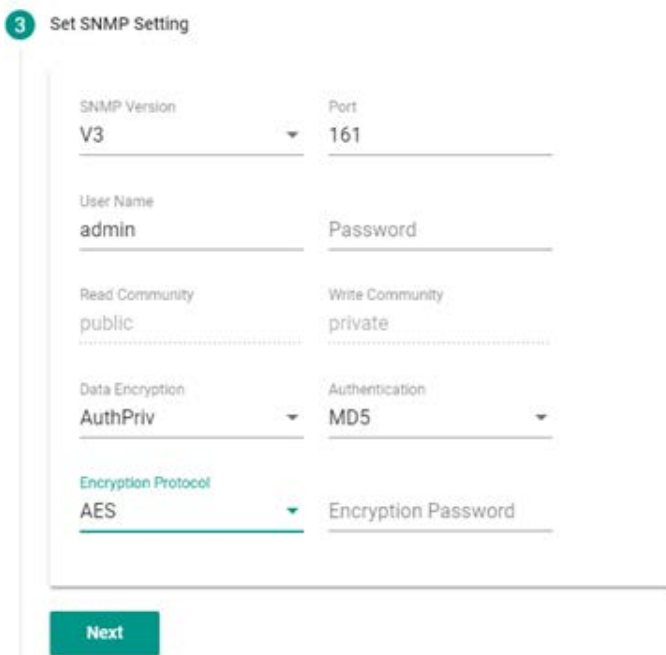 3 Set SNMP Setting
SNMP Version Port
V3 161
User Name
admin Password
Read Community Write Community
public private
Data Encryption Authentication
AuthPriv MD5
Encryption Protocol
AES Encryption Password
Next